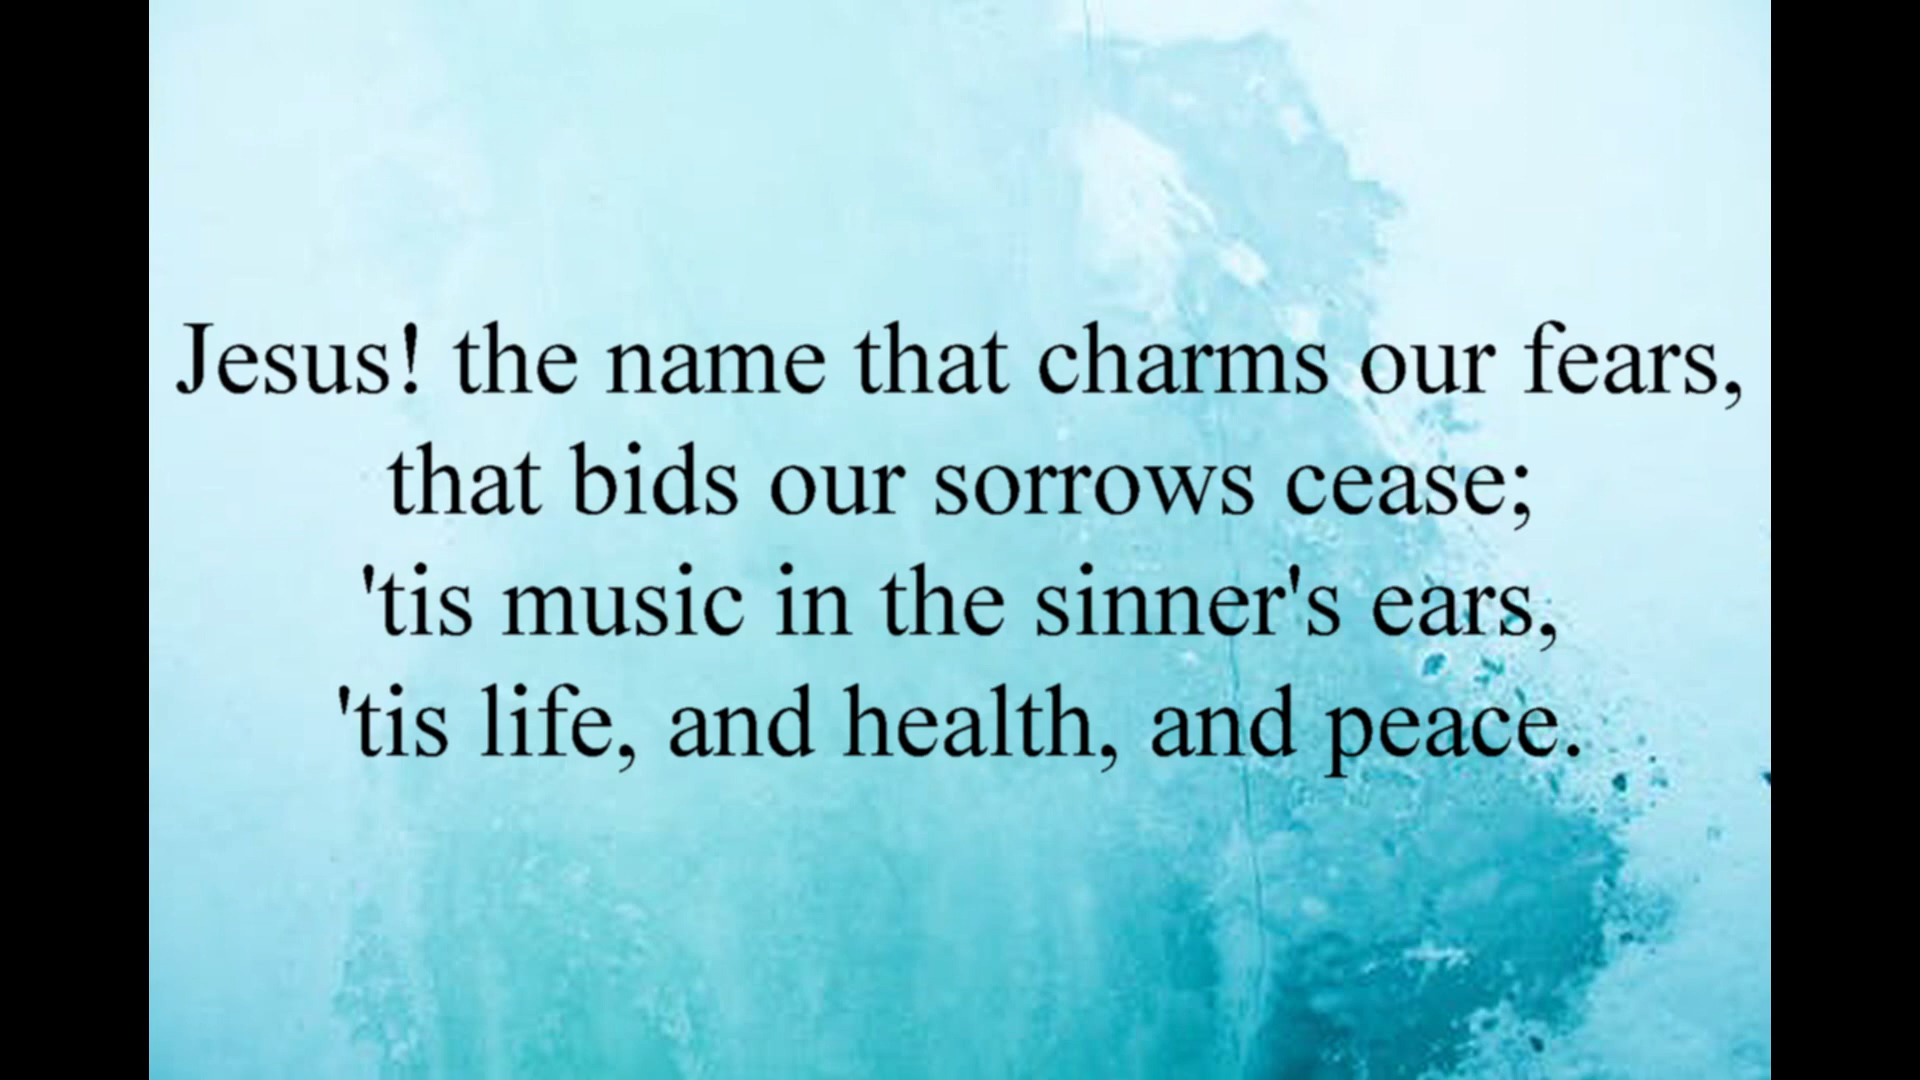 Jesus! the name that charms our fears,
that bids our sorrows cease;
'tis music in the sinner's ears,
'tis life, and health, and peace.